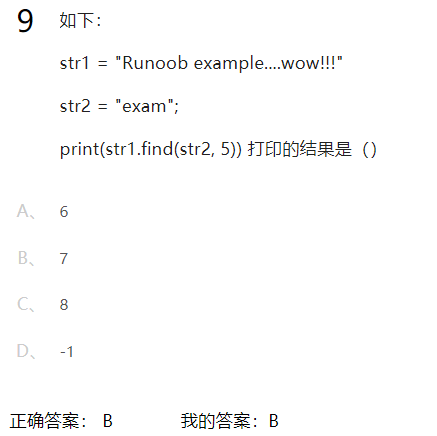 9 如下：
str1 = "Runoob example....wow!!!"
str2 = "exam";
print(str1.find(str2, 5)) 打印的结果是（）
A、 6
B、 7
C、 8
D、 -1
正确答案： B 我的答案：B